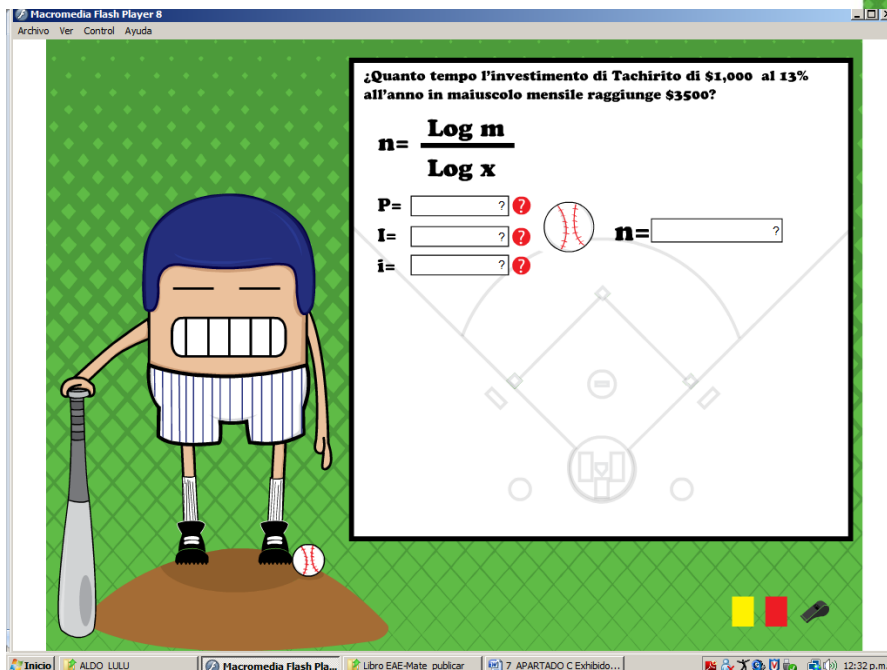 Macromedia Flash Player 8
Archivo Ver Control Ayuda
¿Quanto tempo l'investimento di Tachirito di $1,000 al 13%
all'anno in maiuscolo mensile raggiunge $3500?
n= Log m
Log x
P= ? ?
I= ? ?
i= ? ?
n= ?
Inicio ALDO LULU Macromedia Flash Pla... Libro EAE-Mate publicar 7 APARTADO C Exhibido... 12:32 p.m.